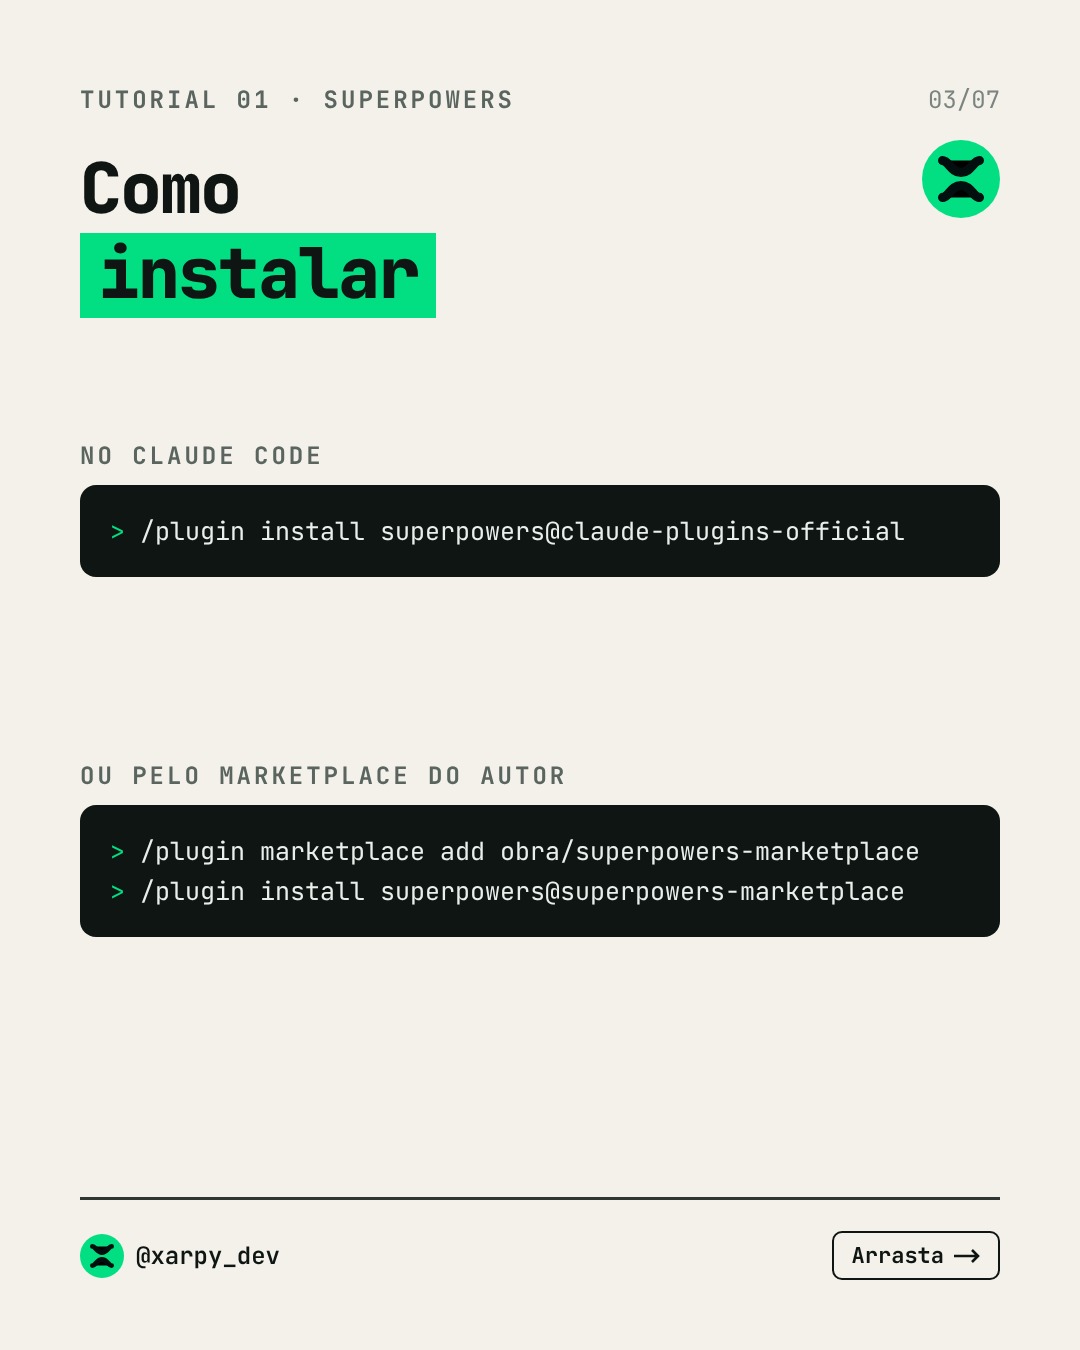 TUTORIAL 01 · SUPERPOWERS
03/07
Como
instalar
NO CLAUDE CODE
> /plugin install superpowers@claude-plugins-official
OU PELO MARKETPLACE DO AUTOR
> /plugin marketplace add obra/superpowers-marketplace
> /plugin install superpowers@superpowers-marketplace
@xarpy_dev
Arrasta →